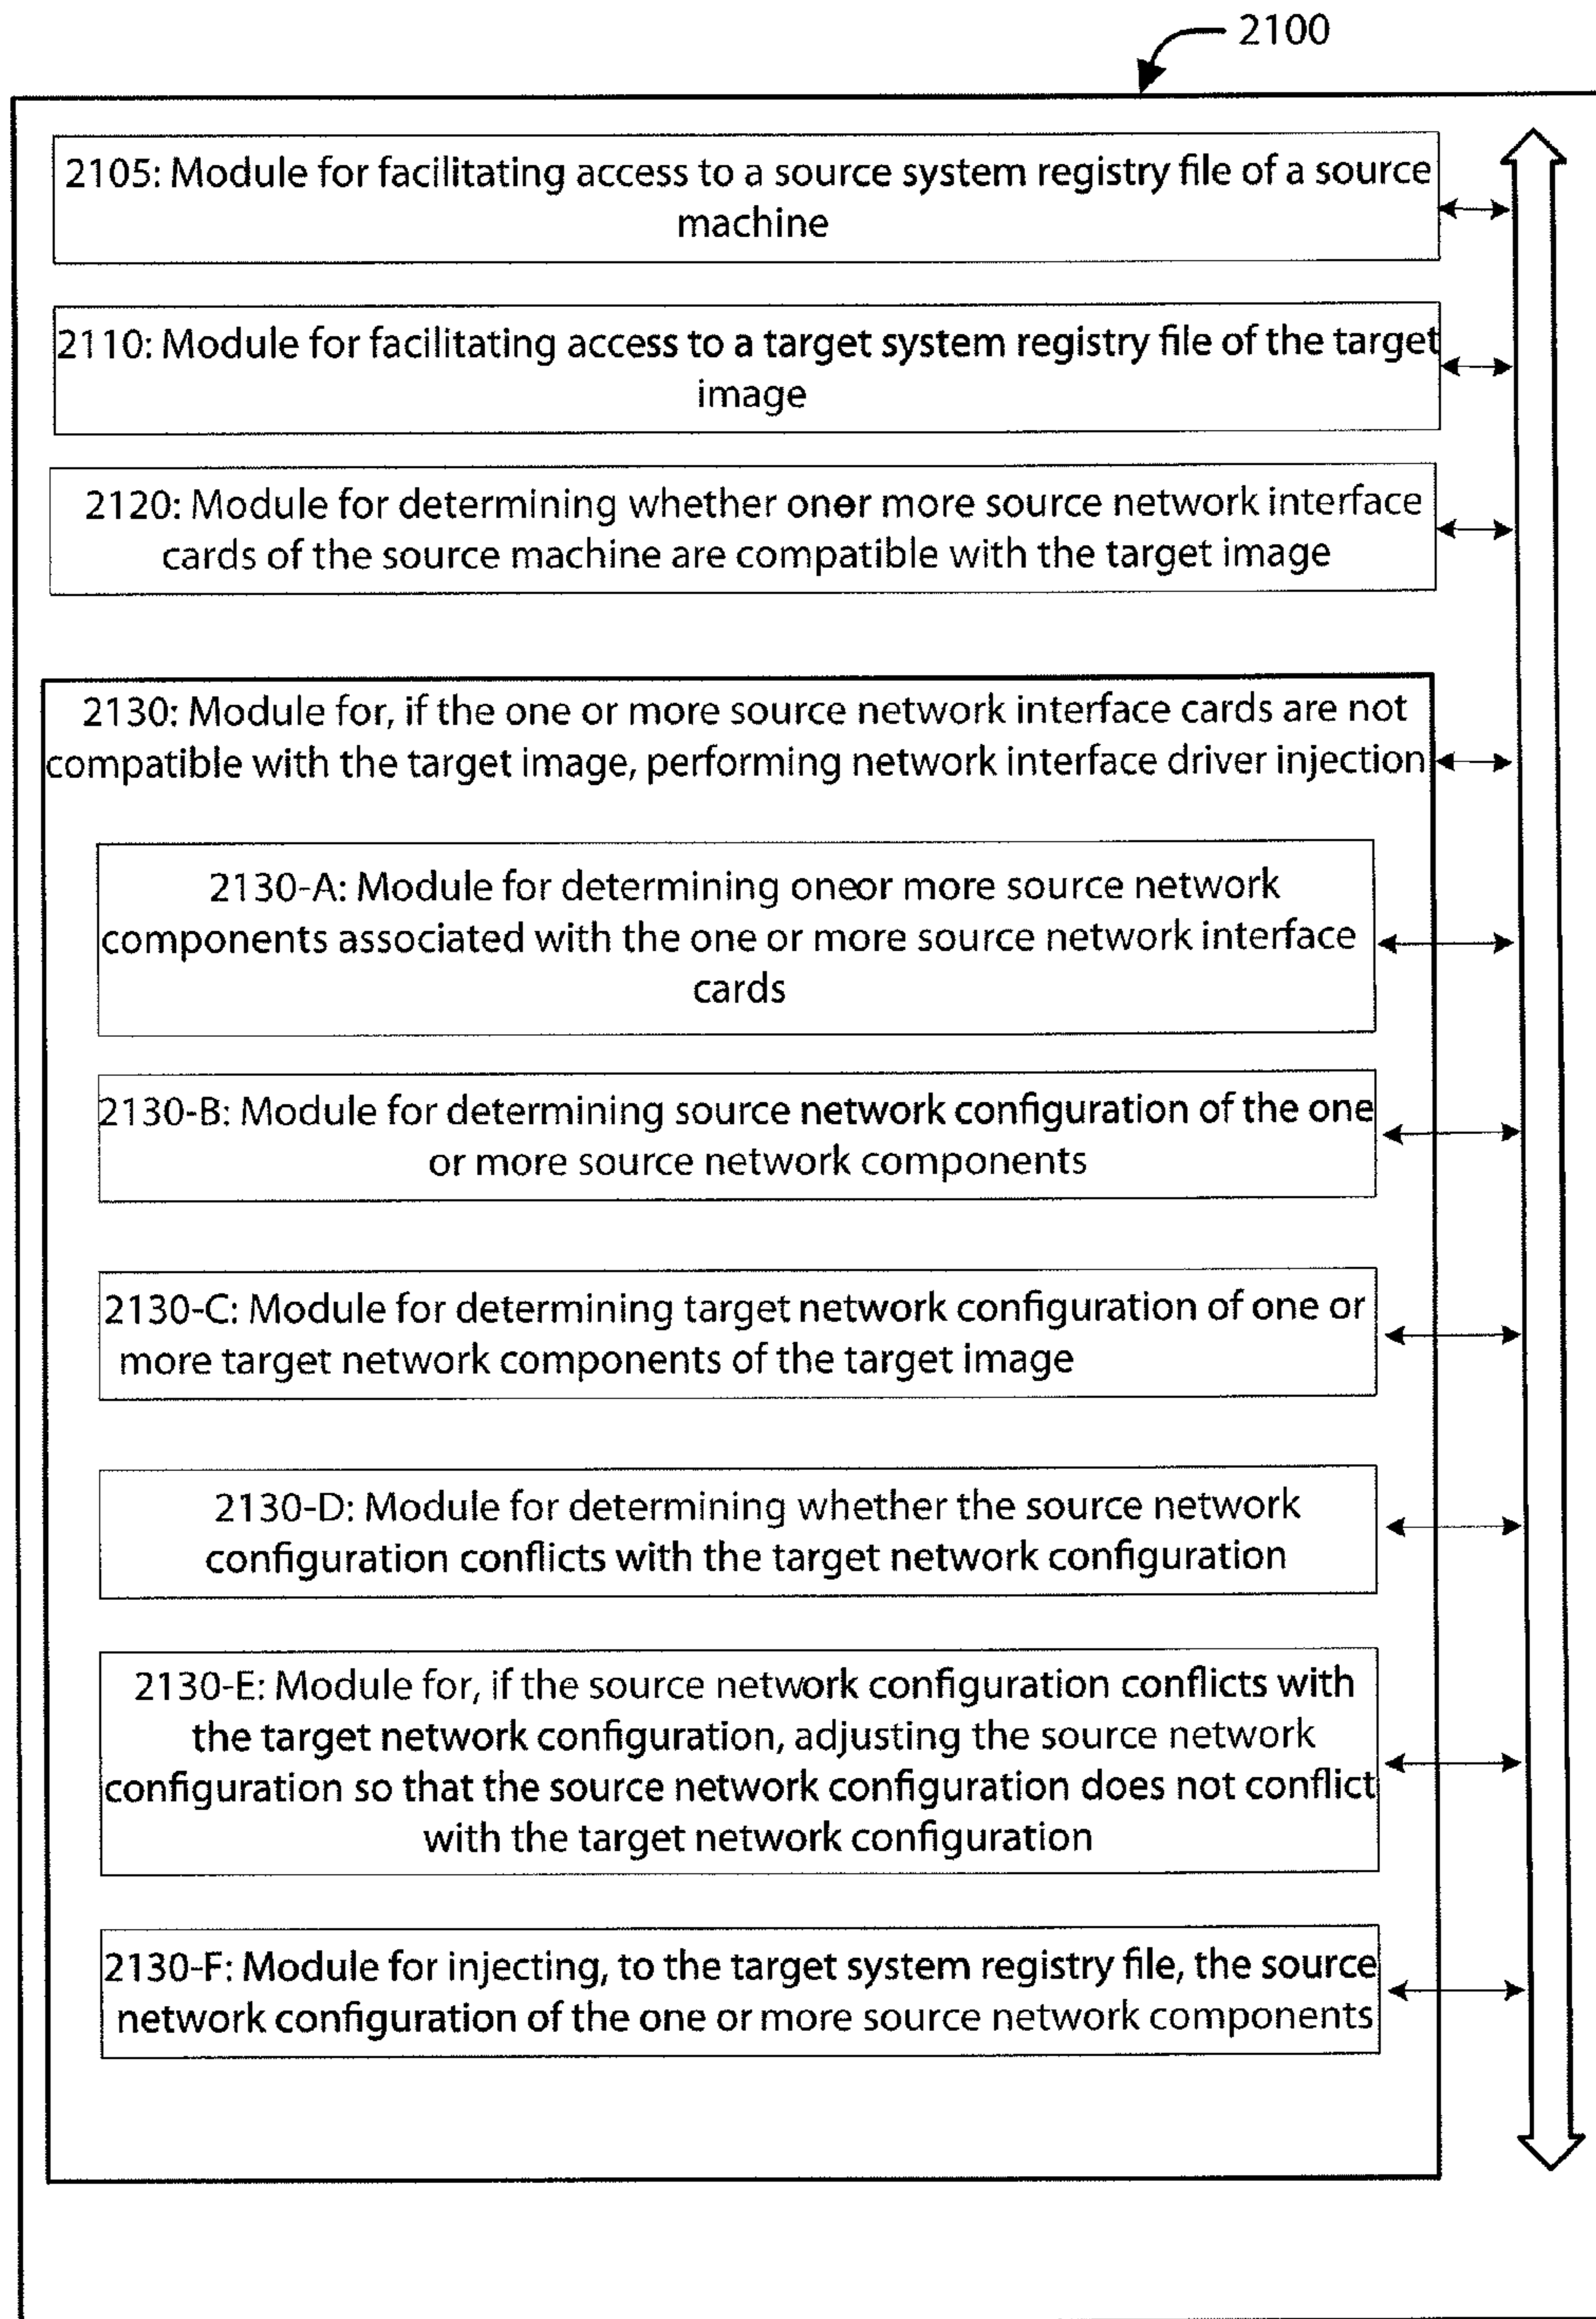 2100
2105: Module for facilitating access to a source system registry file of a source
machine
2110: Module for facilitating access to a target system registry file of the target
image
2120: Module for determining whether oneor more source network interface
cards of the source machine are compatible with the target image
2130: Module for, if the one or more source network interface cards are not
compatible with the target image, performing network interface driver injection
2130-A: Module for determining oneor more source network
components associated with the one or more source network interface
cards
2130-B: Module for determining source network configuration of the one
or more source network components
2130-C: Module for determining target network configuration of one or
more target network components of the target image
2130-D: Module for determining whether the source network
configuration conflicts with the target network configuration
2130-E: Module for, if the source network configuration conflicts with
the target network configuration, adjusting the source network
configuration so that the source network configuration does not conflict
with the target network configuration
2130-F: Module for injecting, to the target system registry file, the source
network configuration of the one or more source network components